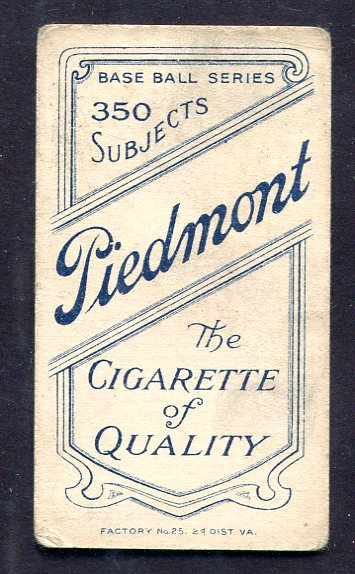 BASE BALL SERIES
350
SUBJECTS
Piedmont
The
CIGARETTE
of
QUALITY
FACTORY No. 25. 2d DIST. VA.